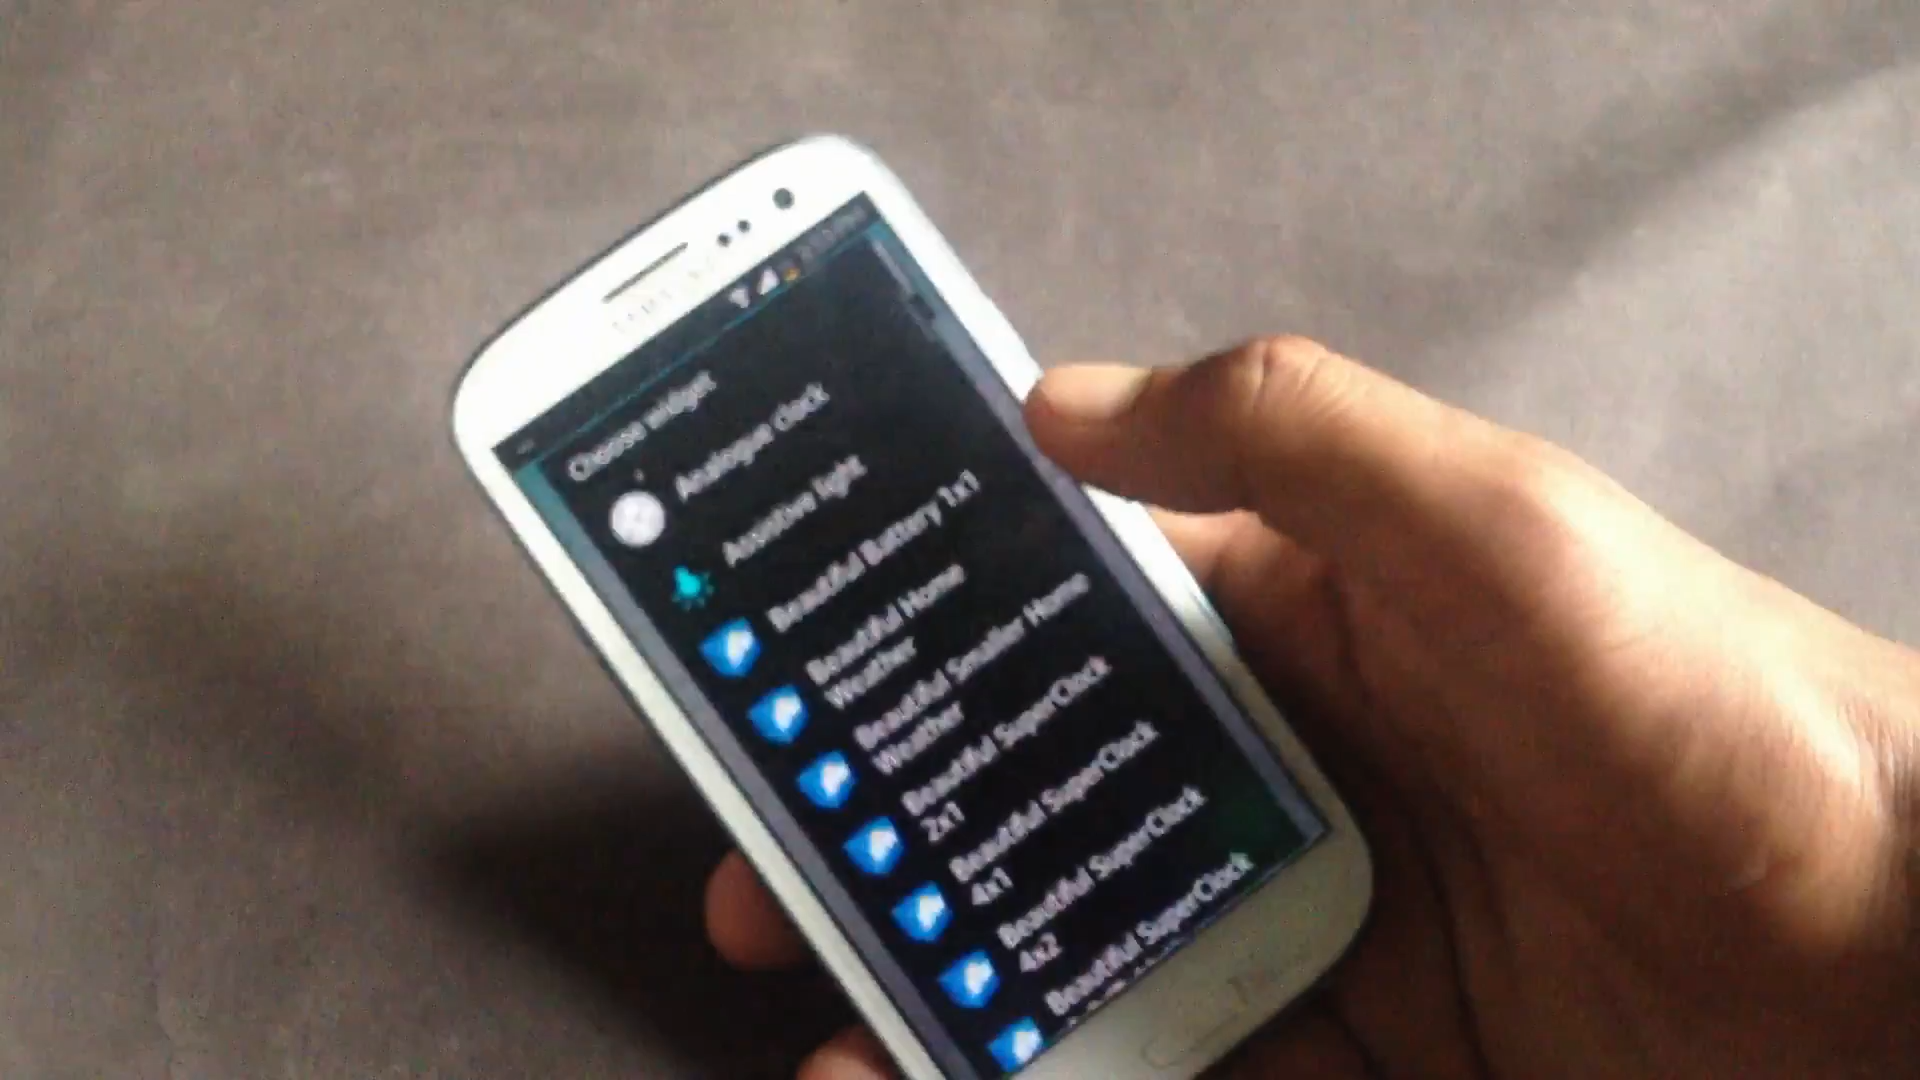 SAMSUNG
Choose widget
Analogue clock
Assistive light
Beautiful Battery 1x1
Beautiful Home
Weather
Beautiful Smaller Home
Weather
Beautiful SuperClock
2x1
Beautiful SuperClock
4x1
Beautiful SuperClock
4x2
Beautiful SuperClock